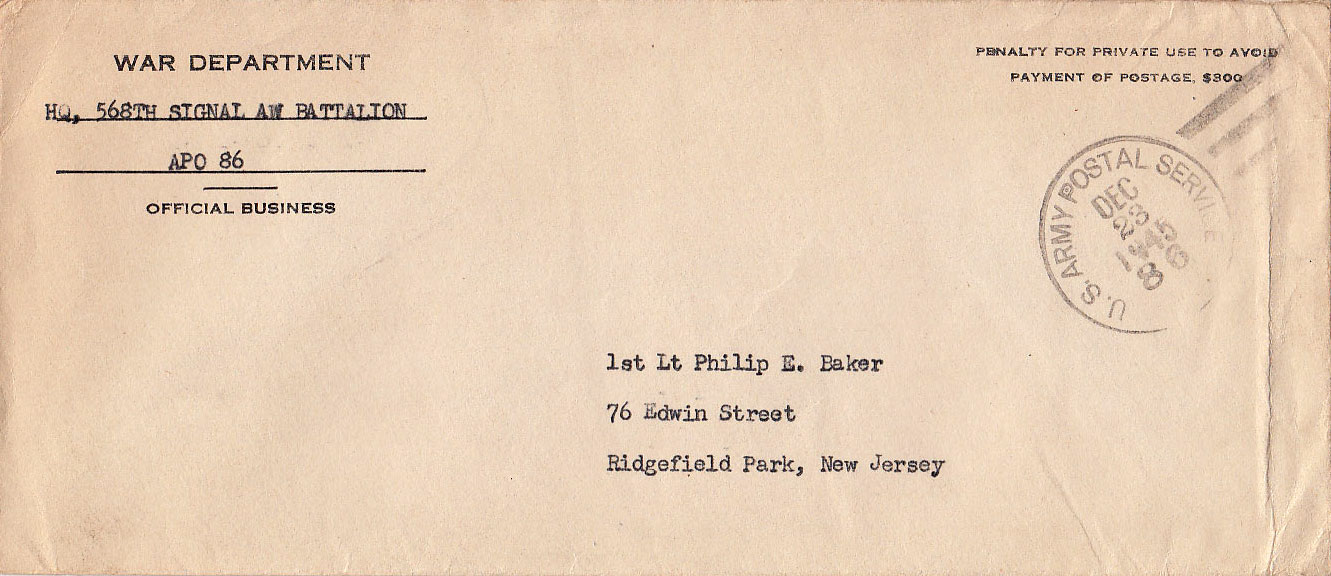 WAR DEPARTMENT
HQ, 568TH SIGNAL AW BATTALION
APO 86
OFFICIAL BUSINESS
PENALTY FOR PRIVATE USE TO AVOID
PAYMENT OF POSTAGE, $300
U.S. ARMY POSTAL SERVICE
DEC
28
1945
86
1st Lt Philip E. Baker
76 Edwin Street
Ridgefield Park, New Jersey